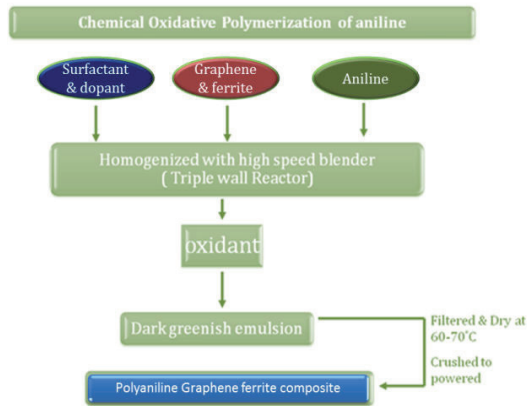 Chemical Oxidative Polymerization of aniline
Surfactant
& dopant
Graphene
& ferrite
Aniline
Homogenized with high speed blender
( Triple wall Reactor)
oxidant
Dark greenish emulsion
Filtered & Dry at
60-70˚C
Crushed to
powered
Polyaniline Graphene ferrite composite